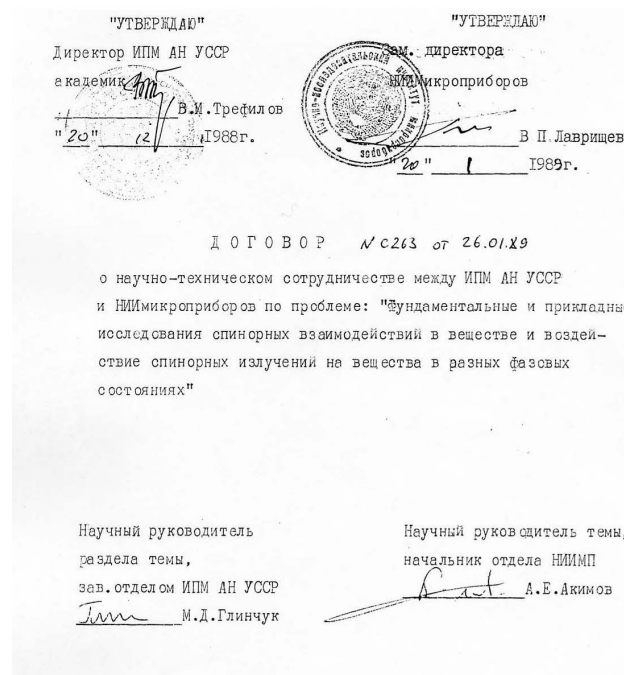 "УТВЕРЖДАЮ"
Директор ИПМ АН УССР
академик
В.И.Трефилов
"20" 12 1988г.
"УТВЕРЖДАЮ"
Зам. директора
НИИмикроприборов
В П.Лаврищев
"20" 1 1989г.
ДОГОВОР N С263 от 26.01.89
о научно-техническом сотрудничестве между ИПМ АН УССР
и НИИмикроприборов по проблеме: "Фундаментальные и прикладны
исследования спинорных взаимодействий в веществе и воздей-
ствие спинорных излучений на вещества в разных фазовых
состояниях"
Научный руководитель
раздела темы,
зав.отделом ИПМ АН УССР
М.Д.Глинчук
Научный руководитель темы,
начальник отдела НИИМП
А.Е.Акимов